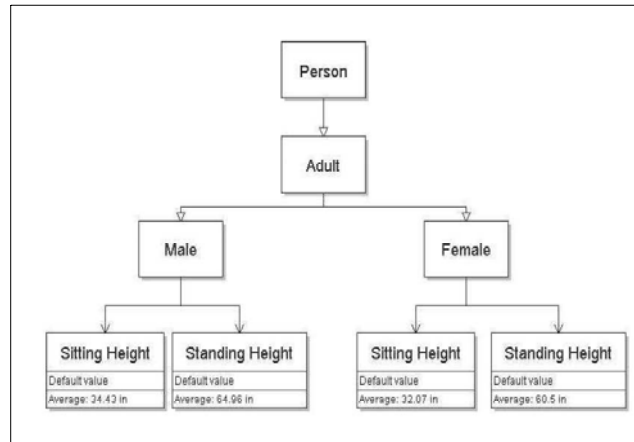 Person
Adult
Male
Female
Sitting Height
Default value
Average: 34.43 in
Standing Height
Default value
Average: 64.96 in
Sitting Height
Default value
Average: 32.07 in
Standing Height
Default value
Average: 60.5 in